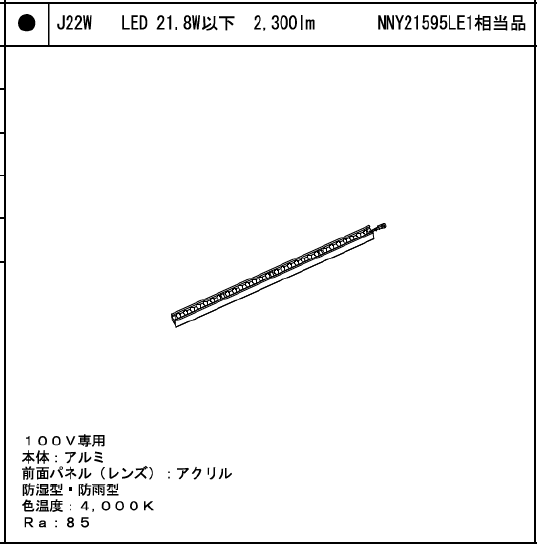 ● J22W LED 21.8W以下 2,300lm NNY21595LE1相当品
１００Ｖ専用
本体：アルミ
前面パネル（レンズ）：アクリル
防湿型・防雨型
色温度：４，０００Ｋ
Ｒａ：８５